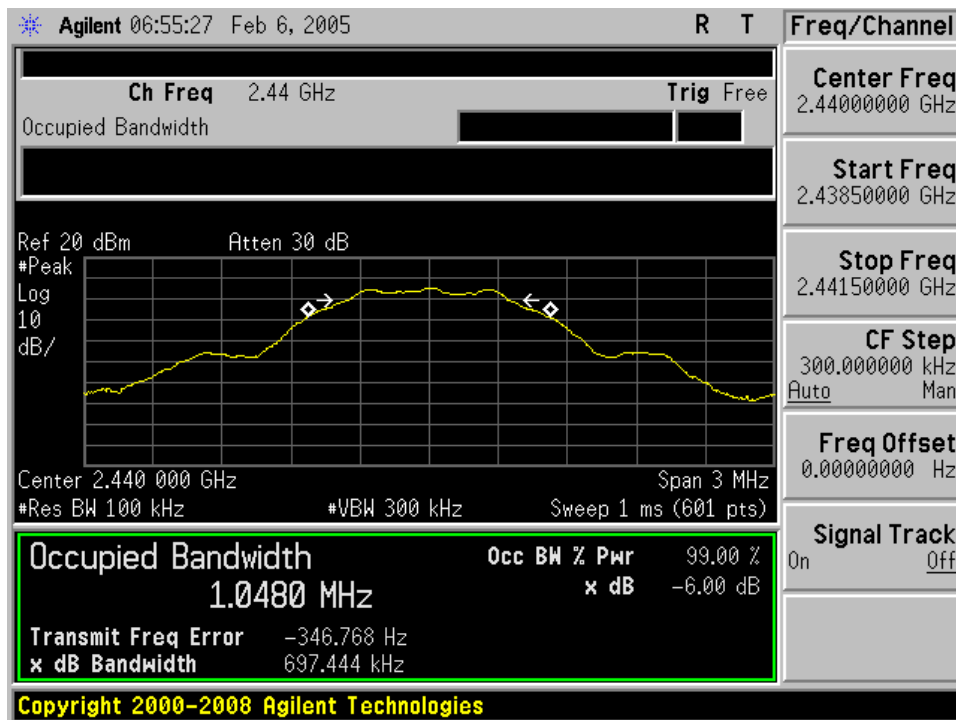 Agilent 06:55:27 Feb 6, 2005 R T
Freq/Channel
Ch Freq 2.44 GHz Trig Free
Occupied Bandwidth
Center Freq
2.44000000 GHz
Start Freq
2.43850000 GHz
Stop Freq
2.44150000 GHz
CF Step
300.000000 kHz
Auto Man
Freq Offset
0.00000000 Hz
Signal Track
On Off
Ref 20 dBm Atten 30 dB
#Peak
Log
10
dB/
Center 2.440 000 GHz Span 3 MHz
#Res BW 100 kHz #VBW 300 kHz Sweep 1 ms (601 pts)
Occupied Bandwidth
1.0480 MHz
Occ BW % Pwr 99.00 %
x dB -6.00 dB
Transmit Freq Error -346.768 Hz
x dB Bandwidth 697.444 kHz
Copyright 2000-2008 Agilent Technologies